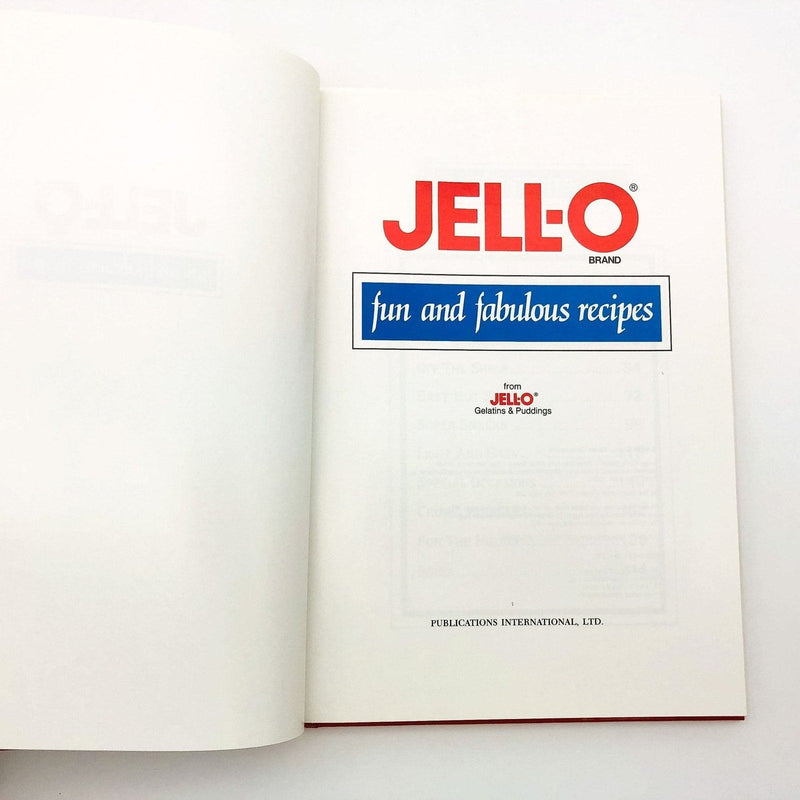 JELL-O®
BRAND
fun and fabulous recipes
from
JELL-O®
Gelatins & Puddings
PUBLICATIONS INTERNATIONAL, LTD.